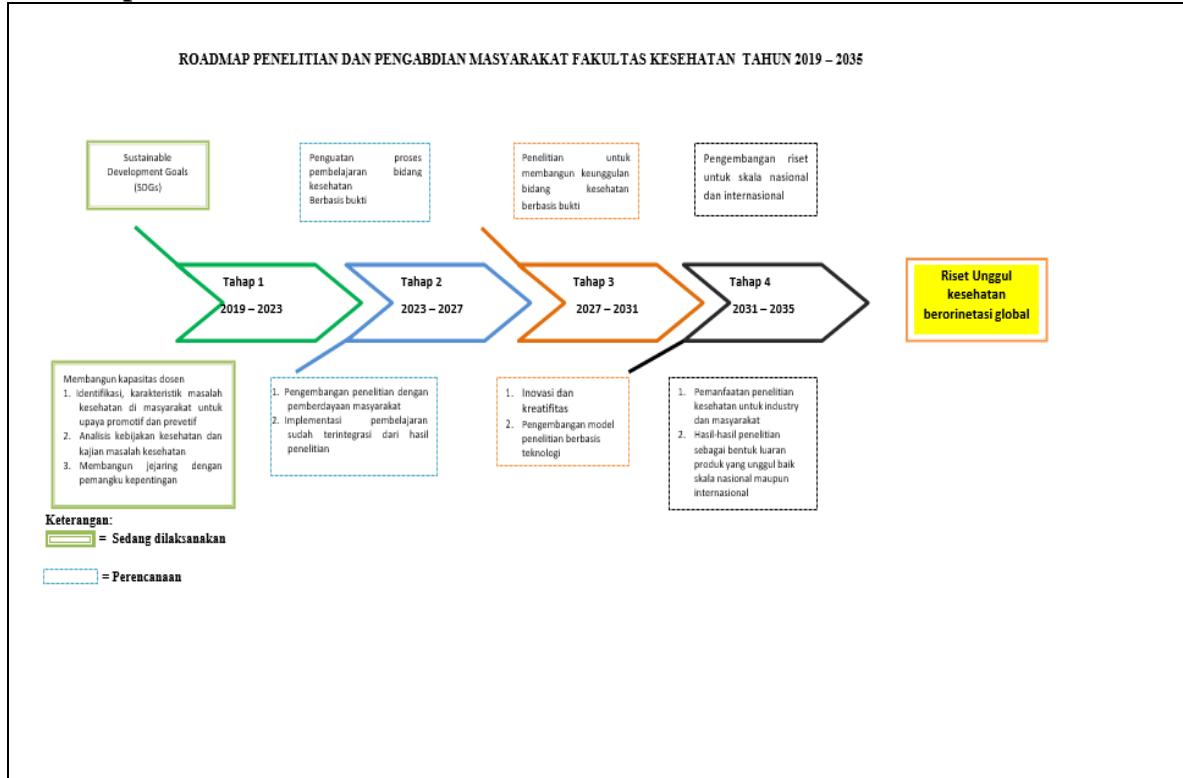 ROADMAP PENELITIAN DAN PENGABDIAN MASYARAKAT FAKULTAS KESEHATAN TAHUN 2019 – 2035
Sustainable
Development Goals
(SDGs)
Penguatan proses
pembelajaran bidang
kesehatan
Berbasis bukti
Penelitian untuk
membangun keunggulan
bidang kesehatan
berbasis bukti
Pengembangan riset
untuk skala nasional
dan internasional
Tahap 1
2019 – 2023
Tahap 2
2023 – 2027
Tahap 3
2027 – 2031
Tahap 4
2031 – 2035
Riset Unggul
kesehatan
berorinetasi global
Membangun kapasitas dosen
1. Identifikasi, karakteristik masalah
kesehatan di masyarakat untuk
upaya promotif dan prevetif
2. Analisis kebijakan kesehatan dan
kajian masalah kesehatan
3. Membangun jejaring dengan
pemangku kepentingan
1. Pengembangan penelitian dengan
pemberdayaan masyarakat
2. Implementasi pembelajaran
sudah terintegrasi dari hasil
penelitian
1. Inovasi dan
kreatifitas
2. Pengembangan model
penelitian berbasis
teknologi
1. Pemanfaatan penelitian
kesehatan untuk industry
dan masyarakat
2. Hasil-hasil penelitian
sebagai bentuk luaran
produk yang unggul baik
skala nasional maupun
internasional
Keterangan:
= Sedang dilaksanakan
= Perencanaan